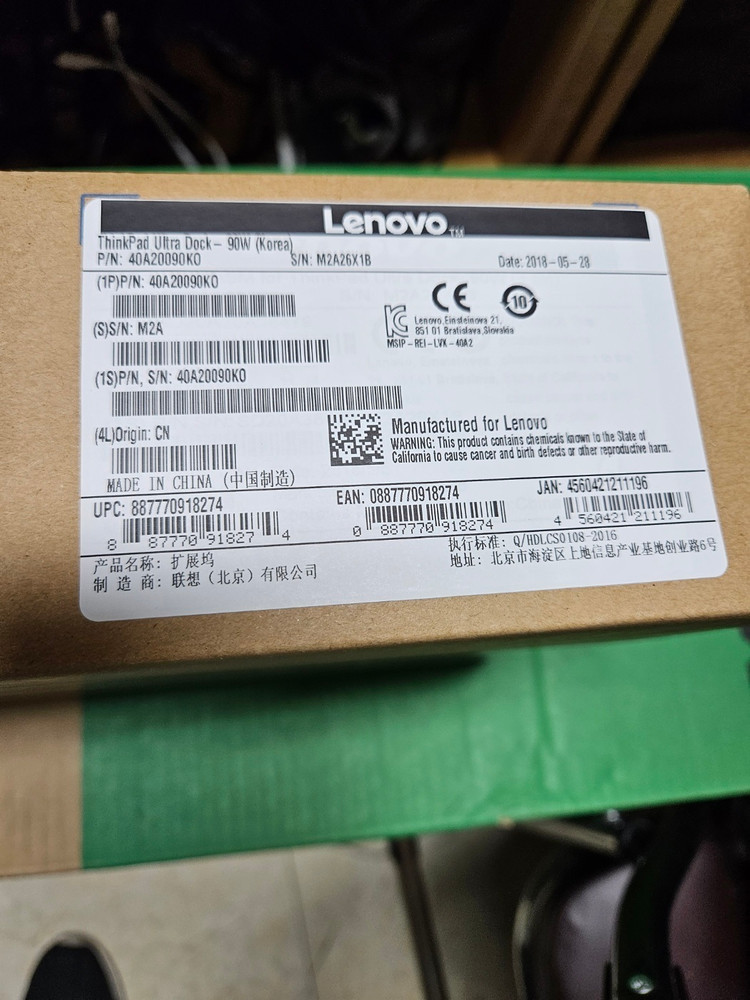 Lenovo™
ThinkPad Ultra Dock- 90W (Korea)
P/N: 40A20090KO S/N: M2A26X1B Date: 2018-05-28
(1P)P/N: 40A20090KO
CE 10
Lenovo,Einsteinova 21,
851 01 Bratislava,Slovakia
MSIP-REI-LVX-40A2
(S)S/N: M2A
(1S)P/N, S/N: 40A20090KO
(4L)Origin: CN
Manufactured for Lenovo
WARNING: This product contains chemicals known to the State of
California to cause cancer and birth defects or other reproductive harm.
MADE IN CHINA (中国制造)
UPC: 887770918274 EAN: 0887770918274 JAN: 4560421211196
8 87770 91827 4 0 887770 918274 4 560421 211196
产品名称: 扩展坞 执行标准: Q/HDLCS0108-2016
制 造 商: 联想（北京）有限公司 地址: 北京市海淀区上地信息产业基地创业路6号